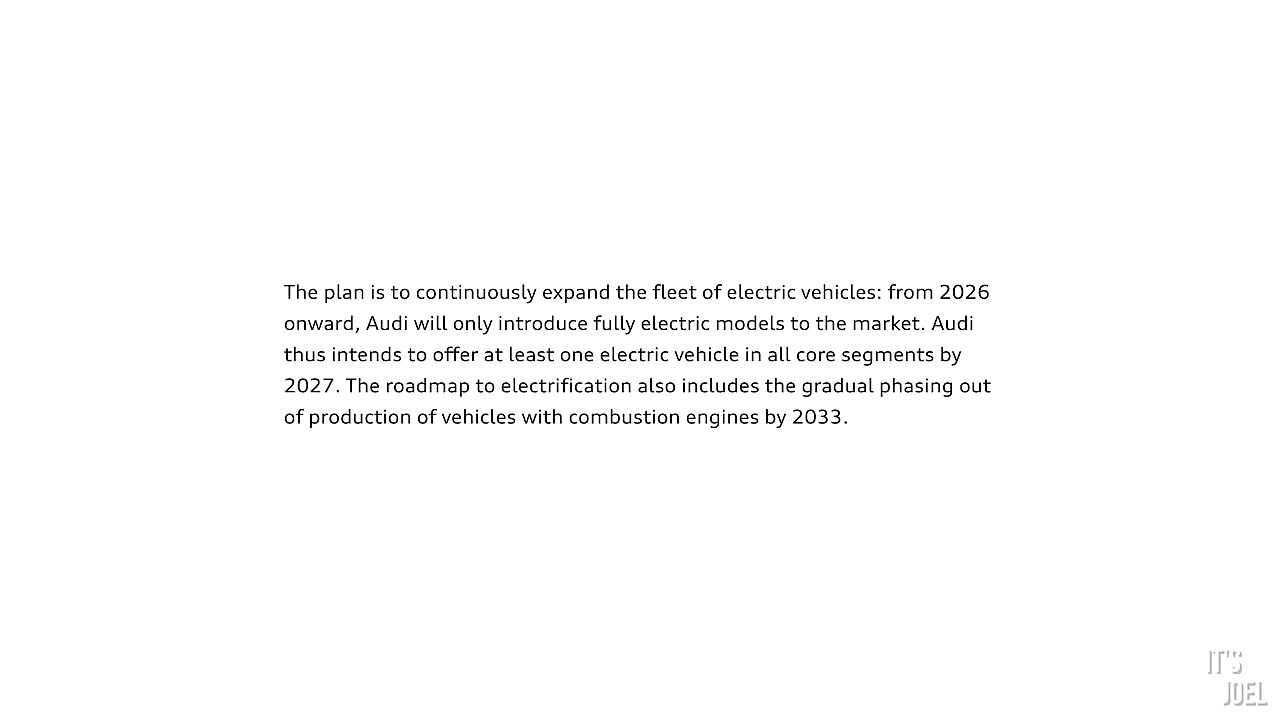 The plan is to continuously expand the fleet of electric vehicles: from 2026
onward, Audi will only introduce fully electric models to the market. Audi
thus intends to offer at least one electric vehicle in all core segments by
2027. The roadmap to electrification also includes the gradual phasing out
of production of vehicles with combustion engines by 2033.
IT'S
JOEL